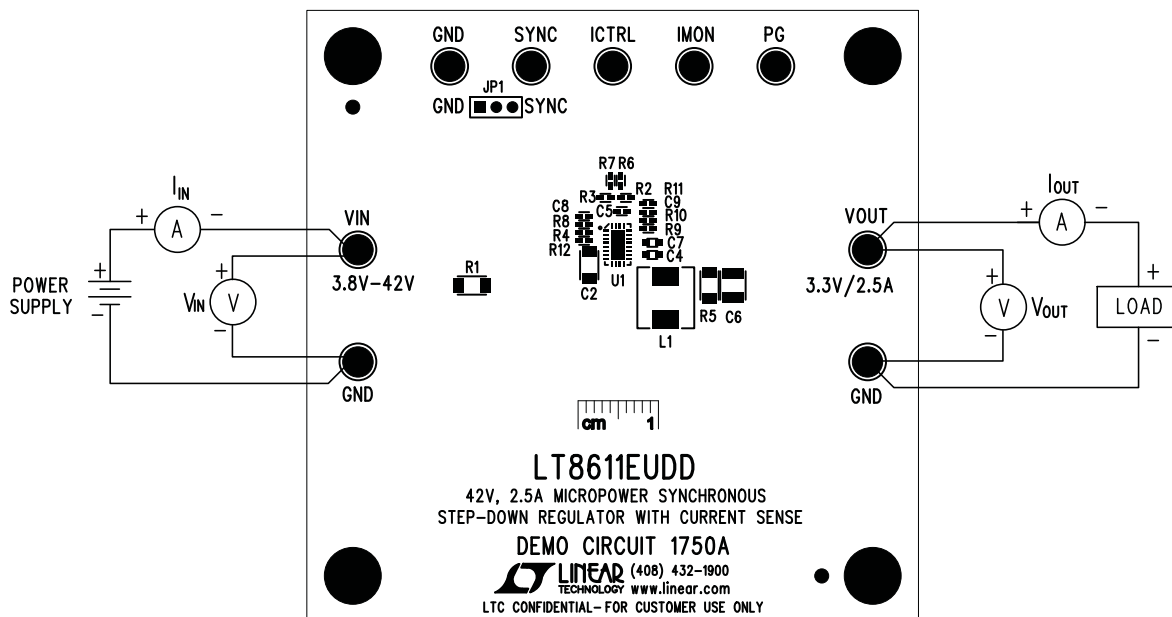 GND SYNC ICTRL IMON PG
JP1
GND SYNC
R7 R6
R3 R2 R11
C8 C5 C9
R8 R10
R4 R9
R12 C7
C4
U1
C2
R1
L1
R5 C6
IIN
+ A -
VIN
3.8V-42V
POWER
SUPPLY
+
-
+
VIN V
-
GND
VOUT
3.3V/2.5A
IOUT
+ A -
+
V VOUT
-
+
LOAD
-
GND
cm 1
LT8611EUDD
42V, 2.5A MICROPOWER SYNCHRONOUS
STEP-DOWN REGULATOR WITH CURRENT SENSE
DEMO CIRCUIT 1750A
LINEAR (408) 432-1900
TECHNOLOGY www.linear.com
LTC CONFIDENTIAL-FOR CUSTOMER USE ONLY